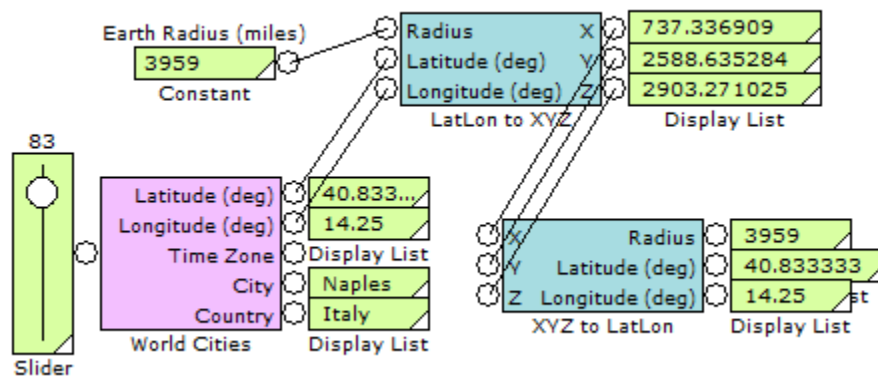 Earth Radius (miles)
3959
Constant
Radius
Latitude (deg)
Longitude (deg)
X
Y
Z
LatLon to XYZ
737.336909
2588.635284
2903.271025
Display List
83
Slider
Latitude (deg)
Longitude (deg)
Time Zone
City
Country
World Cities
40.833...
14.25
Display List
Naples
Italy
Display List
X
Y
Z
Radius
Latitude (deg)
Longitude (deg)
XYZ to LatLon
3959
40.833333
14.25
st
Display List